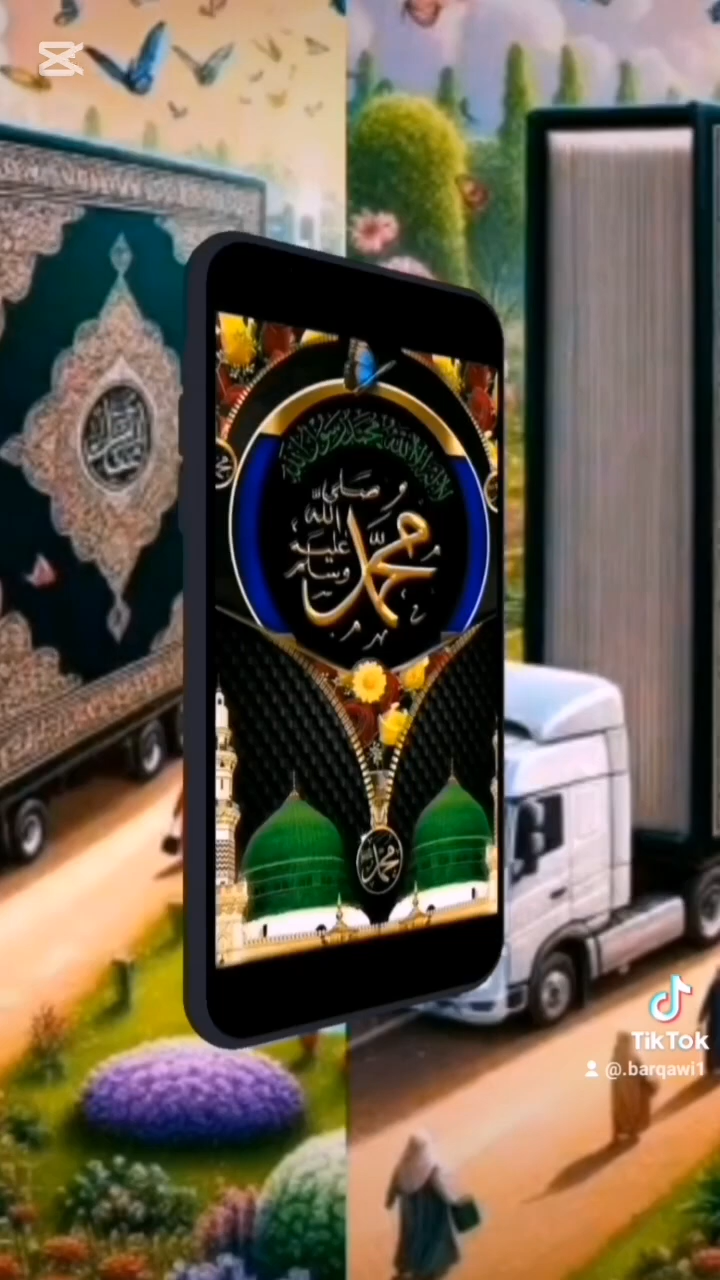 لا إله إلا الله محمد رسول الله
صلى
الله
عليه
وسلم
محمد
محمد
TikTok
@.barqawi1